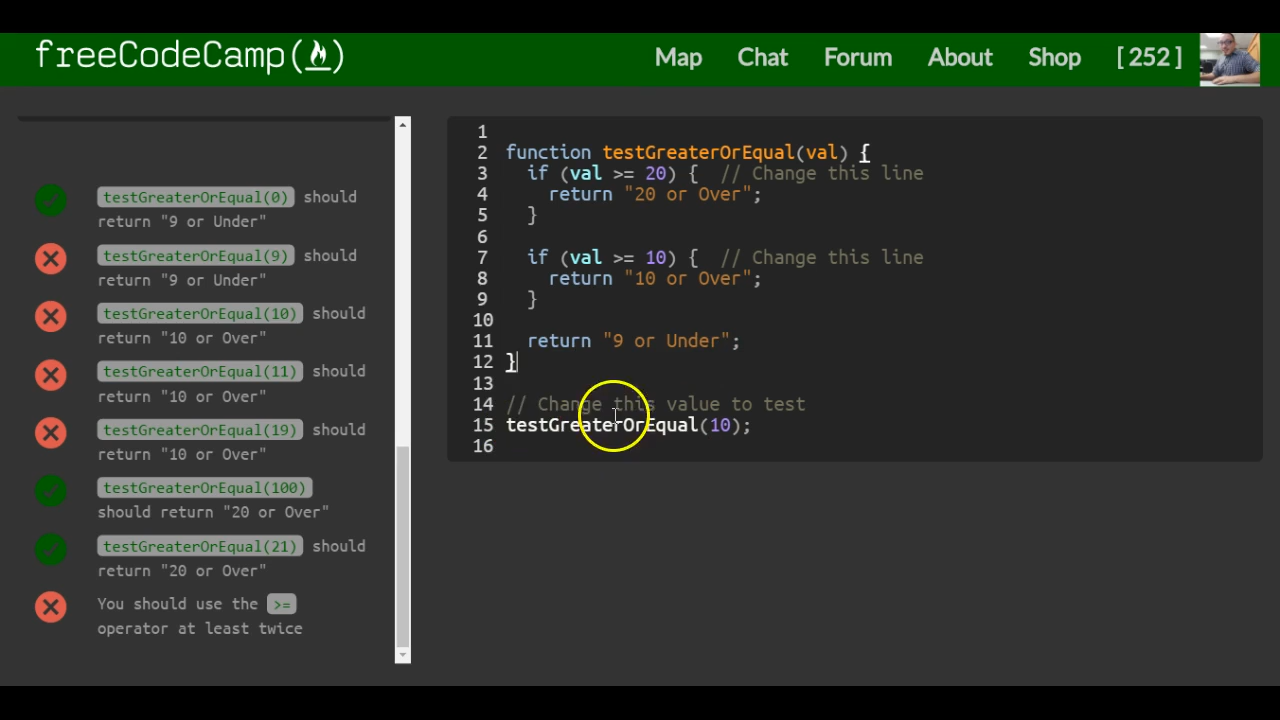 freeCodeCamp(🔥)
Map Chat Forum About Shop [ 252 ]
testGreaterOrEqual(0) should
return "9 or Under"
testGreaterOrEqual(9) should
return "9 or Under"
testGreaterOrEqual(10) should
return "10 or Over"
testGreaterOrEqual(11) should
return "10 or Over"
testGreaterOrEqual(19) should
return "10 or Over"
testGreaterOrEqual(100)
should return "20 or Over"
testGreaterOrEqual(21) should
return "20 or Over"
You should use the >=
operator at least twice
1
2 function testGreaterOrEqual(val) {
3 if (val >= 20) { // Change this line
4 return "20 or Over";
5 }
6
7 if (val >= 10) { // Change this line
8 return "10 or Over";
9 }
10
11 return "9 or Under";
12 }
13
14 // Change this value to test
15 testGreaterOrEqual(10);
16